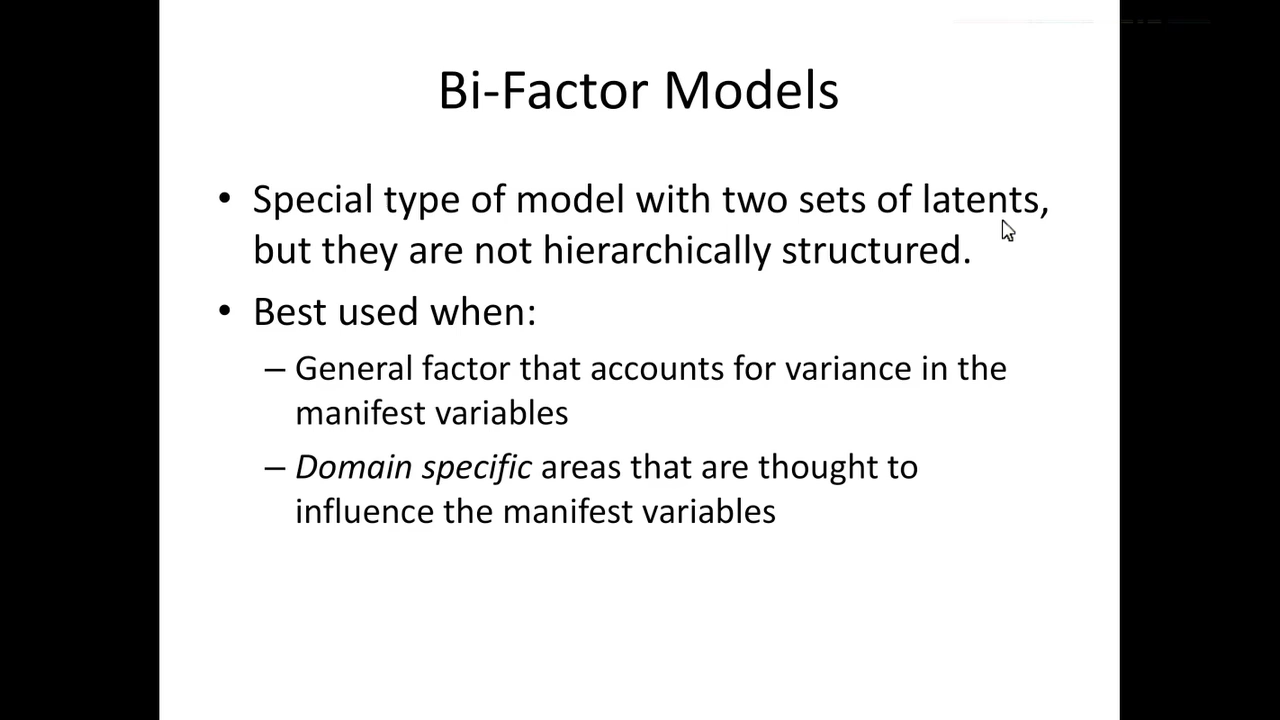 Bi-Factor Models
• Special type of model with two sets of latents,
but they are not hierarchically structured.
• Best used when:
– General factor that accounts for variance in the
manifest variables
– Domain specific areas that are thought to
influence the manifest variables